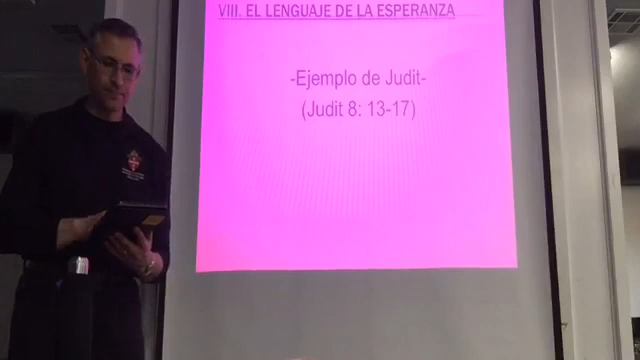 VIII. EL LENGUAJE DE LA ESPERANZA
-Ejemplo de Judit-
(Judit 8: 13-17)